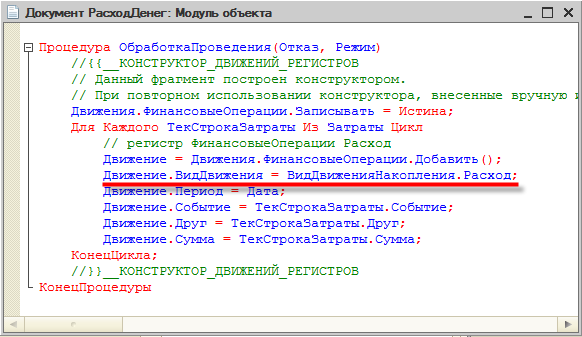 Документ РасходДенег: Модуль объекта
Процедура ОбработкаПроведения(Отказ, Режим)
//{{__КОНСТРУКТОР_ДВИЖЕНИЙ_РЕГИСТРОВ
// Данный фрагмент построен конструктором.
// При повторном использовании конструктора, внесенные вручную
Движения.ФинансовыеОперации.Записывать = Истина;
Для Каждого ТекСтрокаЗатраты Из Затраты Цикл
// регистр ФинансовыеОперации Расход
Движение = Движения.ФинансовыеОперации.Добавить();
Движение.ВидДвижения = ВидДвиженияНакопления.Расход;
Движение.Период = Дата;
Движение.Событие = ТекСтрокаЗатраты.Событие;
Движение.Друг = ТекСтрокаЗатраты.Друг;
Движение.Сумма = ТекСтрокаЗатраты.Сумма;
КонецЦикла;
//}}__КОНСТРУКТОР_ДВИЖЕНИЙ_РЕГИСТРОВ
КонецПроцедуры